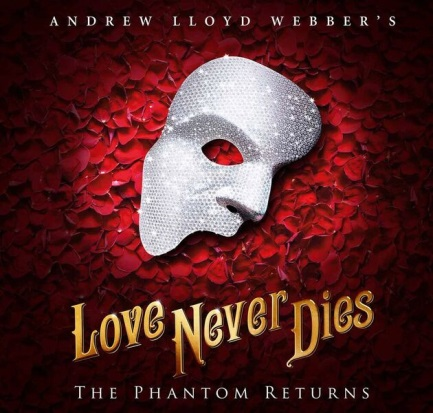 ANDREW LLOYD WEBBER'S
Love Never Dies
THE PHANTOM RETURNS